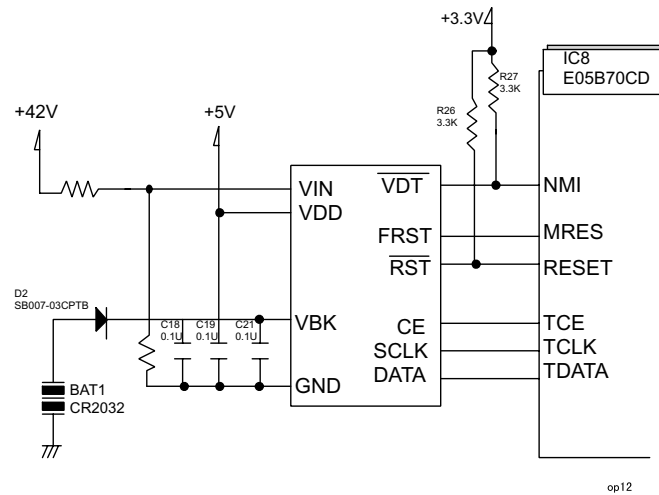 +3.3V
IC8
E05B70CD
R27
3.3K
R26
3.3K
+42V
+5V
VIN
VDD
VBK
GND
VDT
FRST
RST
CE
SCLK
DATA
NMI
MRES
RESET
TCE
TCLK
TDATA
D2
SB007-03CPTB
C18
0.1U
C19
0.1U
C21
0.1U
BAT1
CR2032
op12